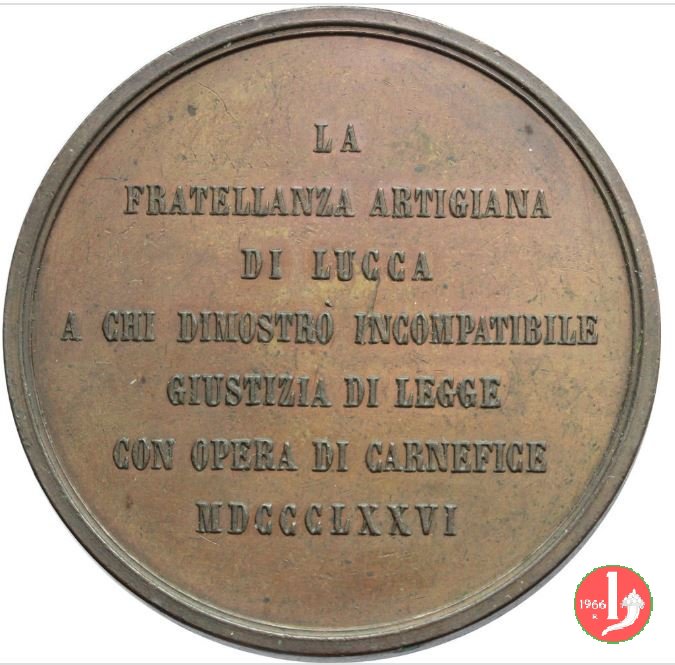 LA
FRATELLANZA ARTIGIANA
DI LUCCA
A CHI DIMOSTRÒ INCOMPATIBILE
GIUSTIZIA DI LEGGE
CON OPERA DI CARNEFICE
MDCCCLXXVI
1966